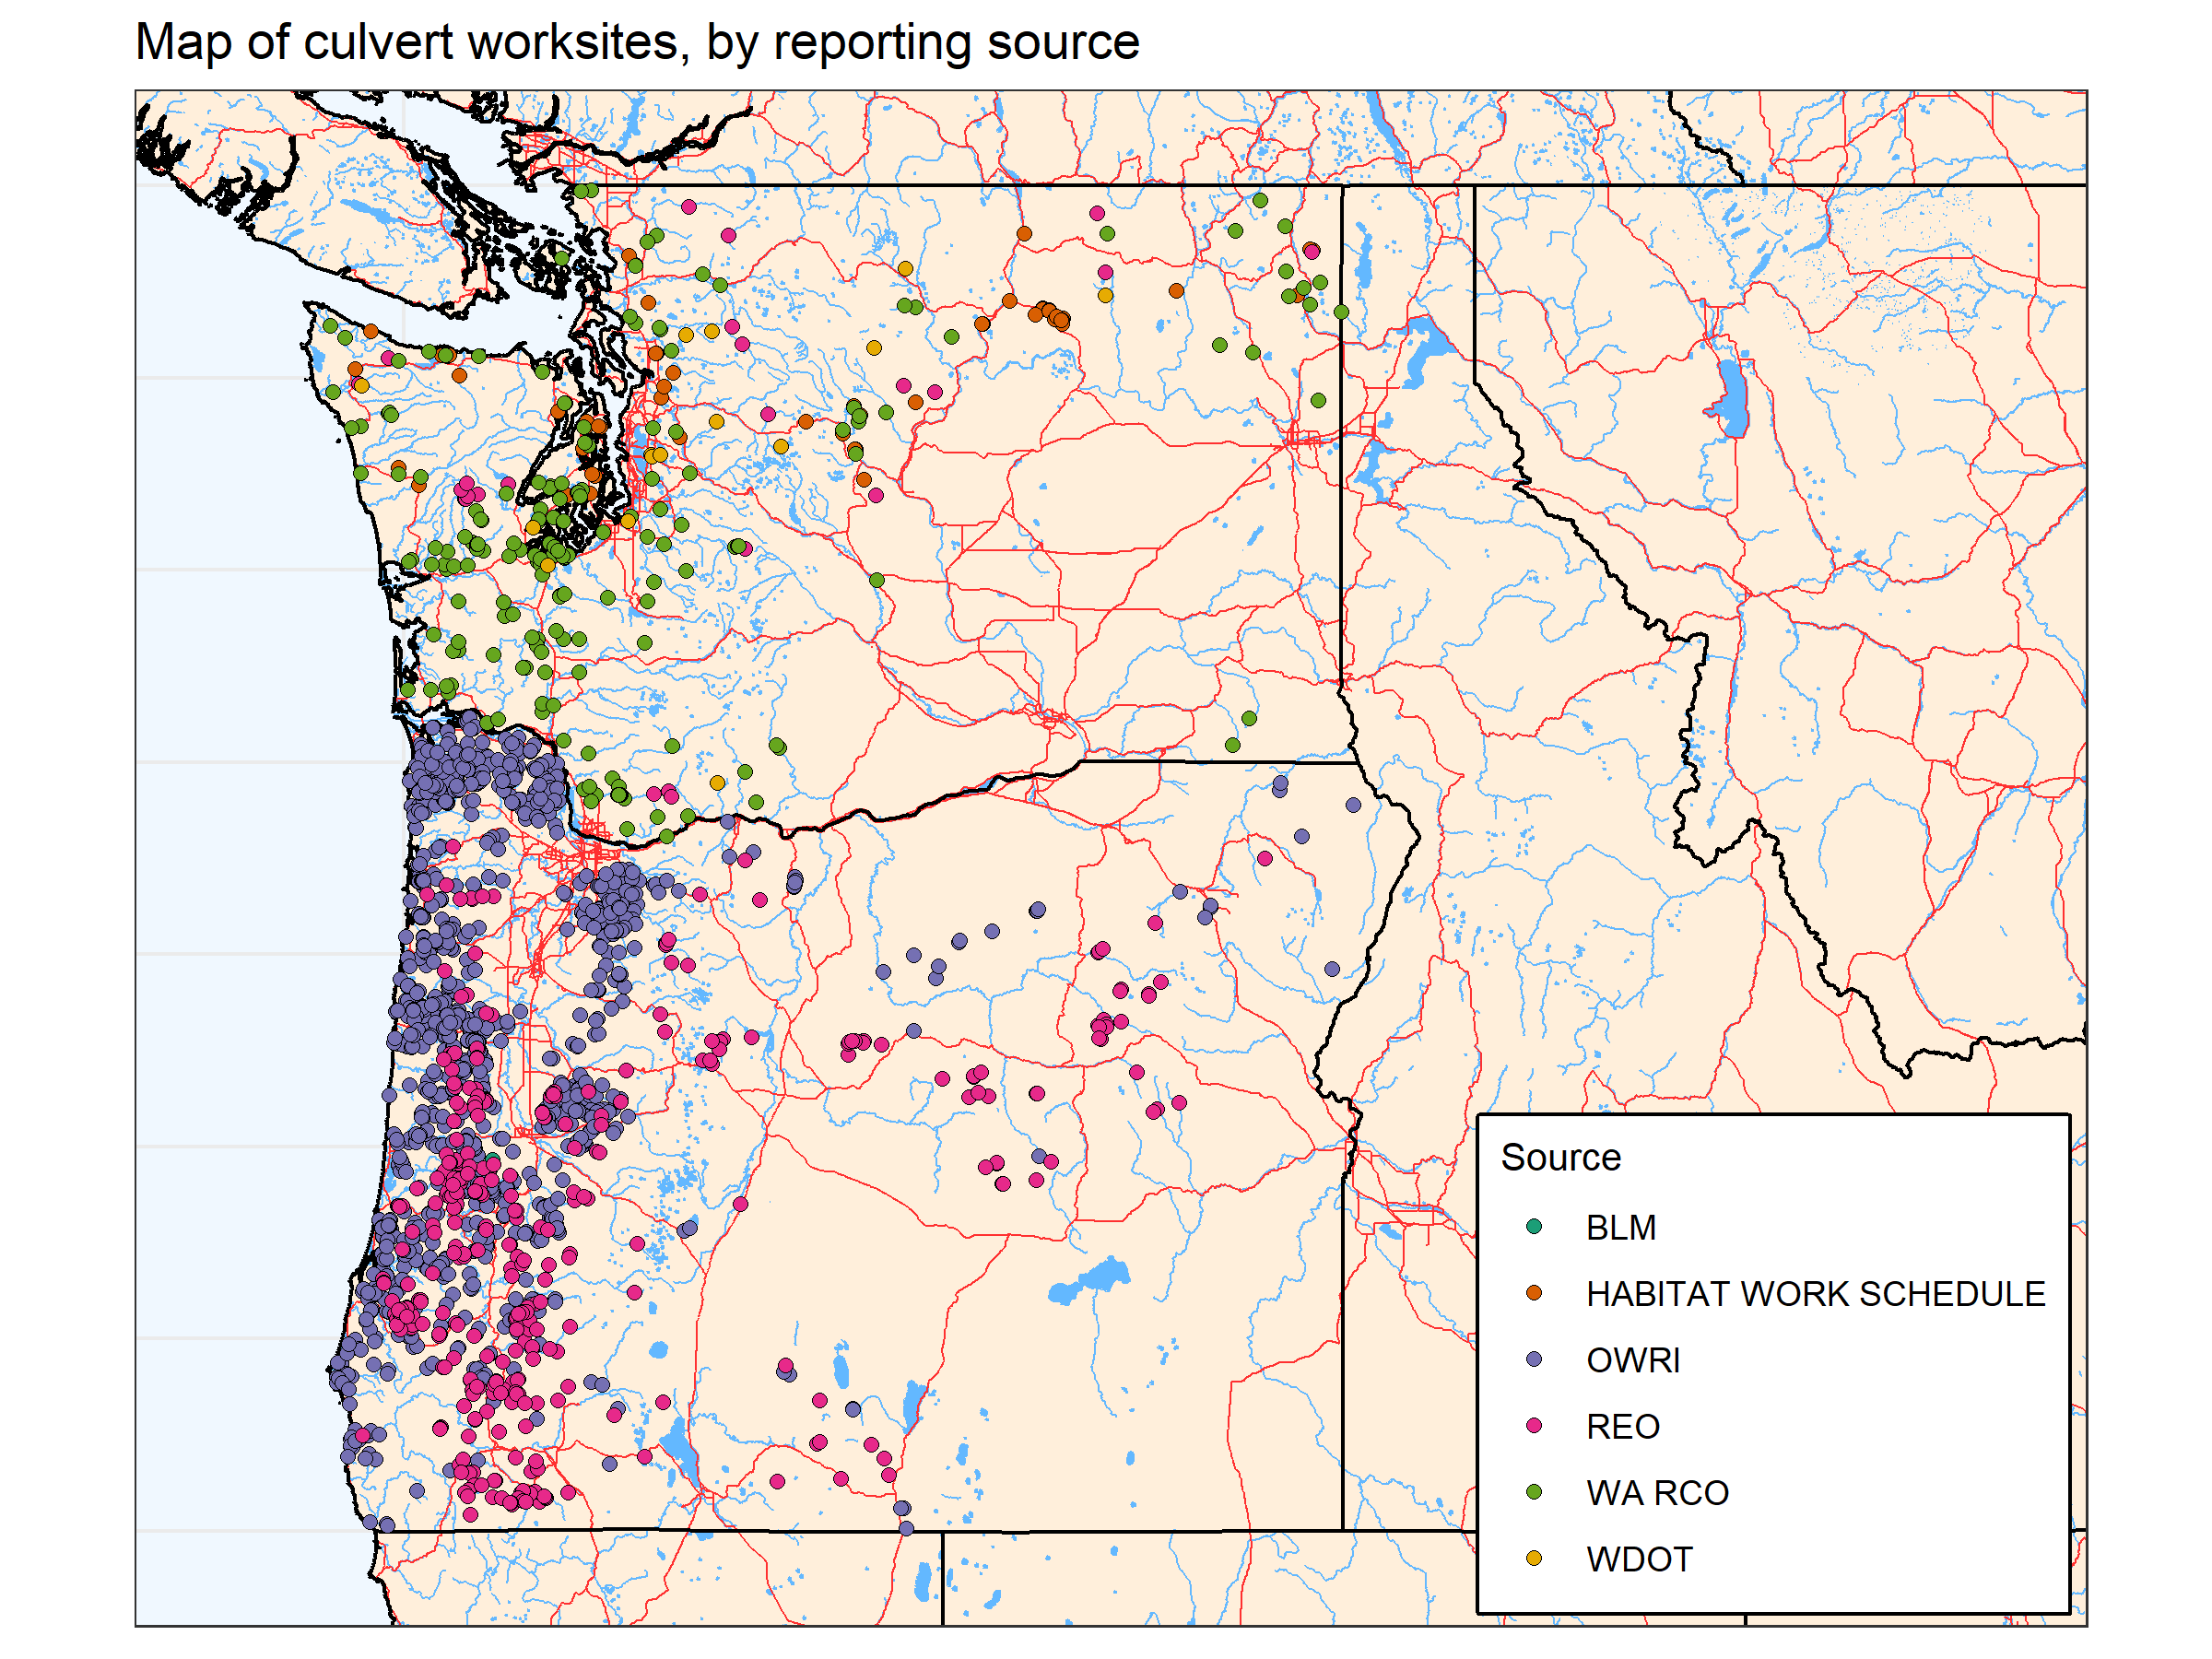 Map of culvert worksites, by reporting source
Source
BLM
HABITAT WORK SCHEDULE
OWRI
REO
WA RCO
WDOT